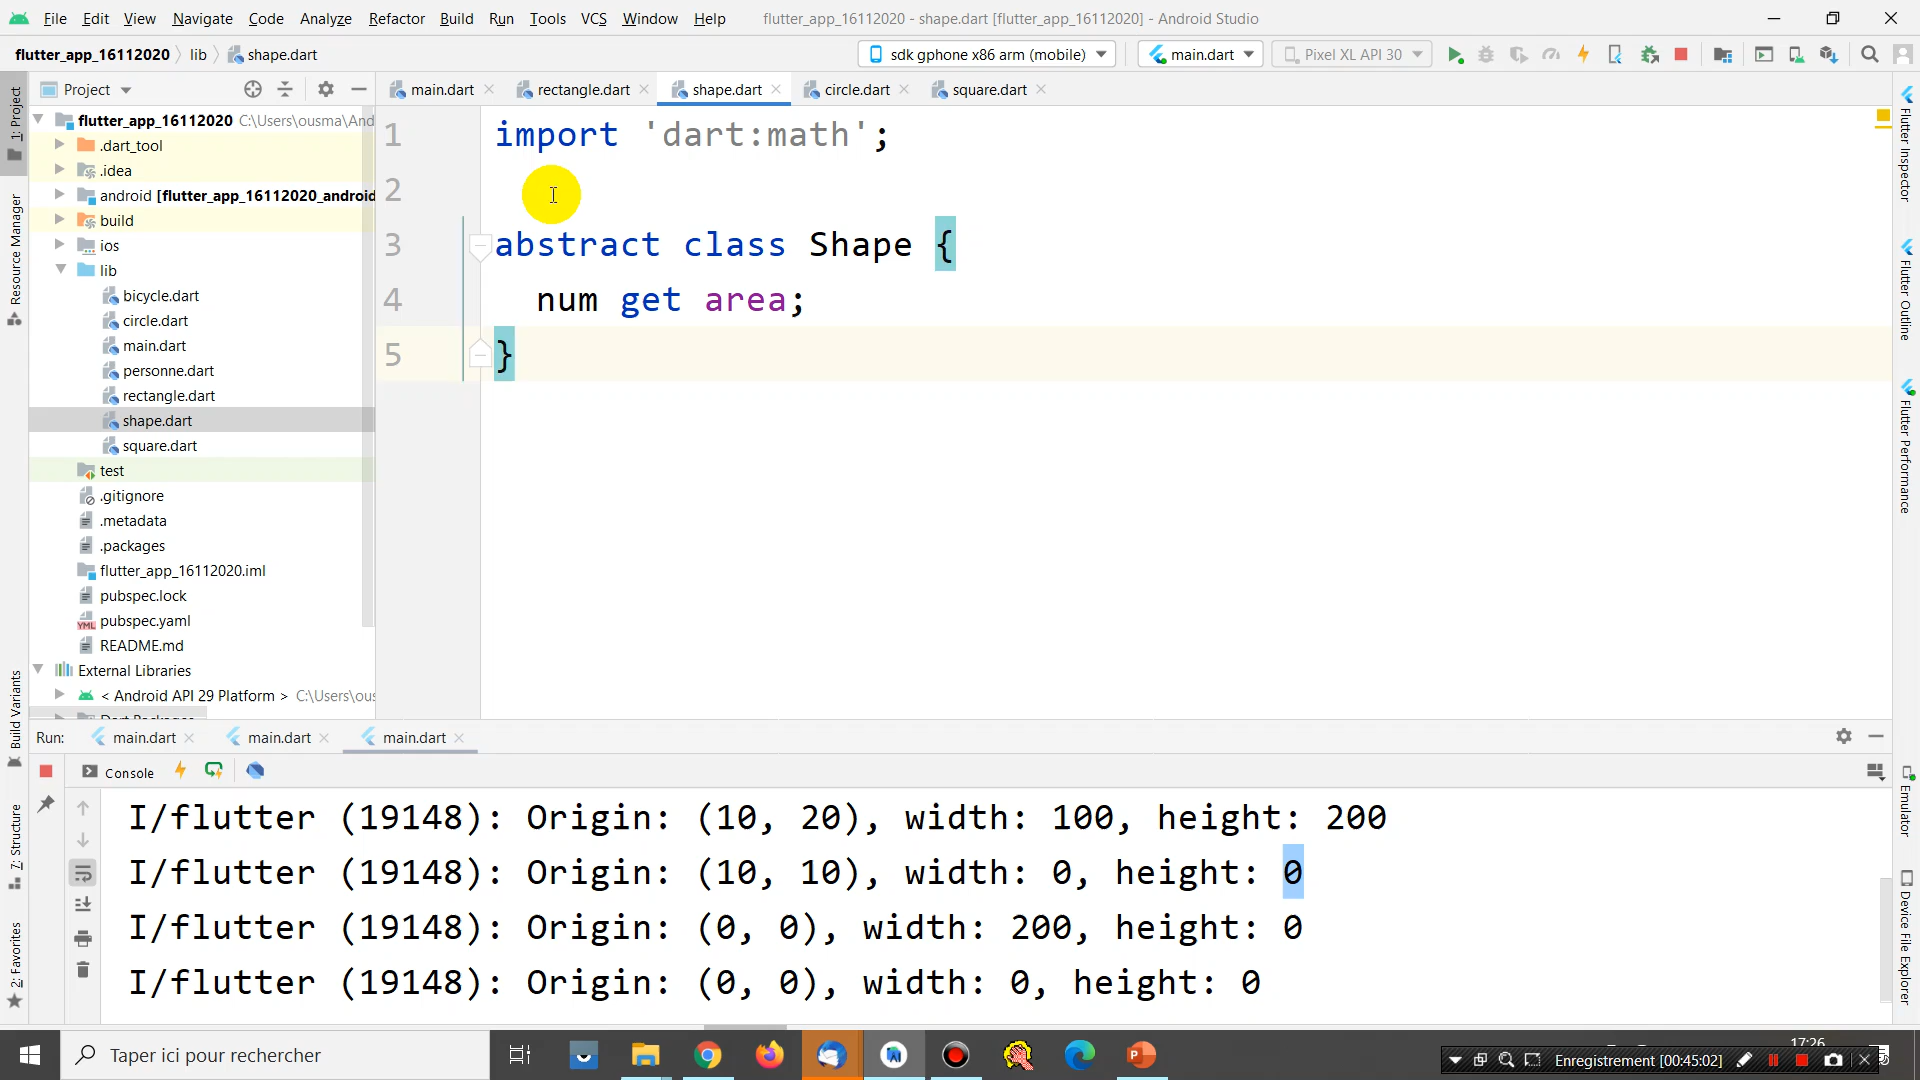 File Edit View Navigate Code Analyze Refactor Build Run Tools VCS Window Help flutter_app_16112020 - shape.dart [flutter_app_16112020] - Android Studio
flutter_app_16112020 lib shape.dart sdk gphone x86 arm (mobile) main.dart Pixel XL API 30
Project main.dart rectangle.dart shape.dart circle.dart square.dart
flutter_app_16112020 C:\Users\ousma\And
.dart_tool
.idea
android [flutter_app_16112020_android
build
ios
lib
bicycle.dart
circle.dart
main.dart
personne.dart
rectangle.dart
shape.dart
square.dart
test
.gitignore
.metadata
.packages
flutter_app_16112020.iml
pubspec.lock
pubspec.yaml
README.md
External Libraries
< Android API 29 Platform > C:\Users\ous
1 import 'dart:math';
2
3 abstract class Shape {
4 num get area;
5 }
1: Project
Resource Manager
Build Variants
7: Structure
2: Favorites
Flutter Inspector
Flutter Outline
Flutter Performance
Emulator
Device File Explorer
Run: main.dart main.dart main.dart
Console
I/flutter (19148): Origin: (10, 20), width: 100, height: 200
I/flutter (19148): Origin: (10, 10), width: 0, height: 0
I/flutter (19148): Origin: (0, 0), width: 200, height: 0
I/flutter (19148): Origin: (0, 0), width: 0, height: 0
Taper ici pour rechercher
17:26
Enregistrement [00:45:02]